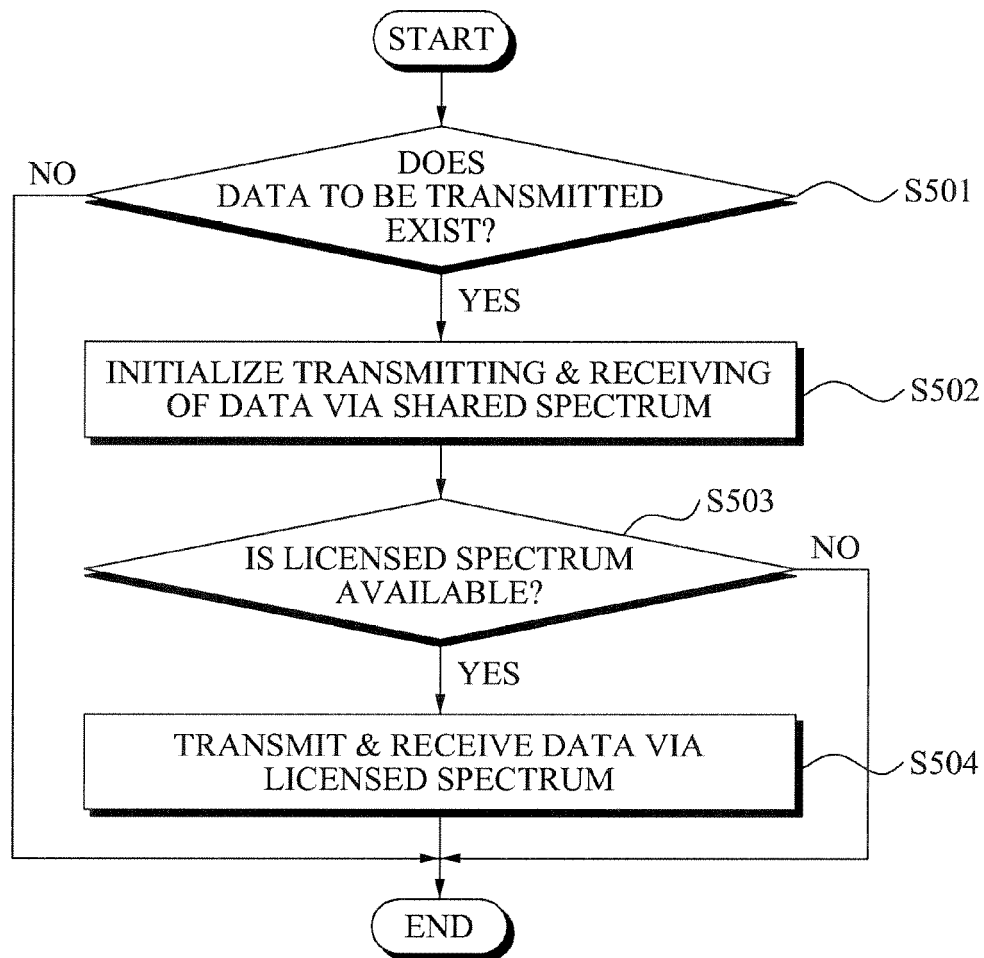 START
DOES
DATA TO BE TRANSMITTED
EXIST?
NO
S501
YES
INITIALIZE TRANSMITTING & RECEIVING
OF DATA VIA SHARED SPECTRUM
S502
S503
IS LICENSED SPECTRUM
AVAILABLE?
NO
YES
TRANSMIT & RECEIVE DATA VIA
LICENSED SPECTRUM
S504
END